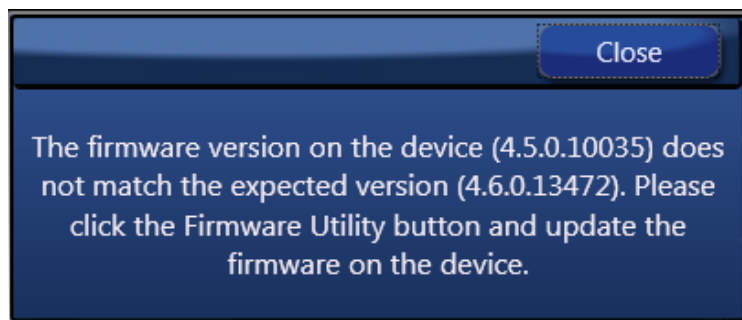 Close
The firmware version on the device (4.5.0.10035) does
not match the expected version (4.6.0.13472). Please
click the Firmware Utility button and update the
firmware on the device.